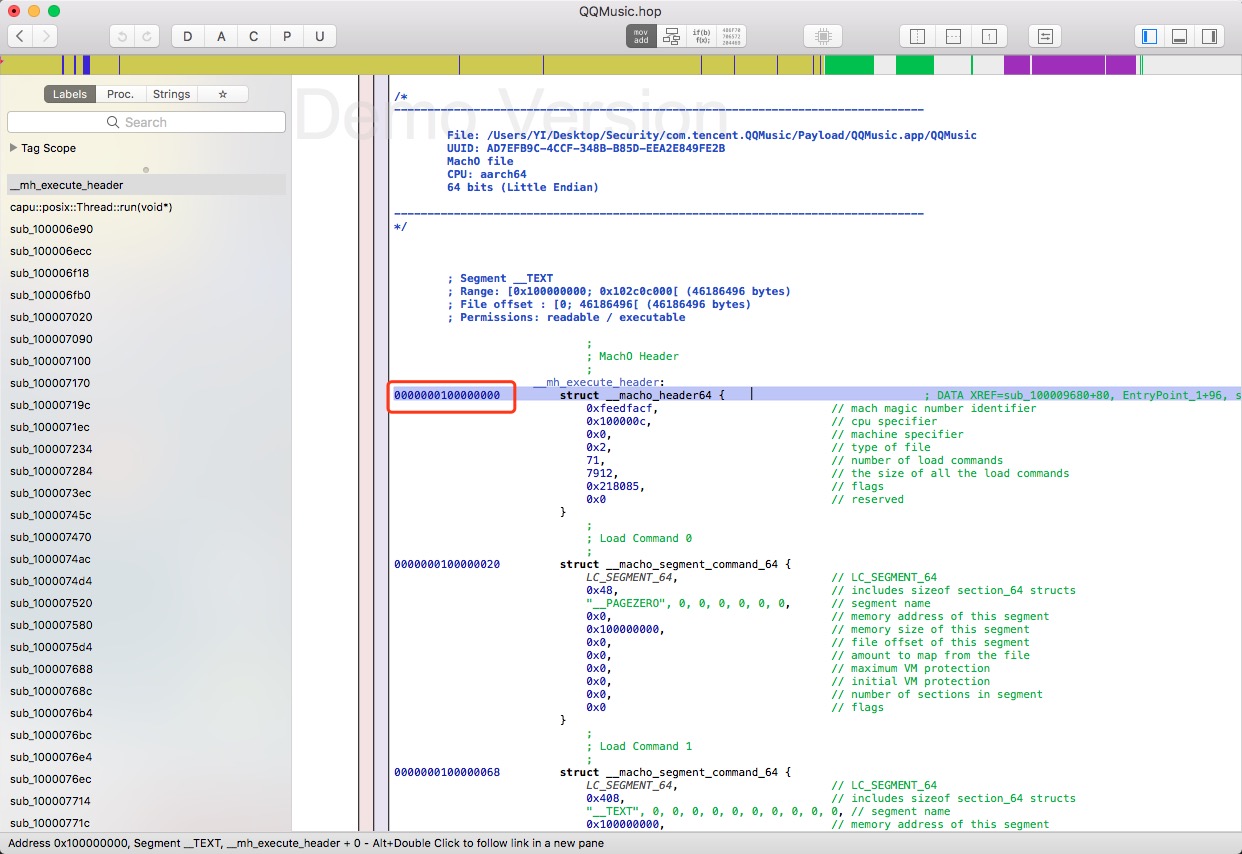 QQMusic.hop
D A C P U
mov add
if(b) f(x);
Labels Proc. Strings ☆
Search
Tag Scope
__mh_execute_header
capu::posix::Thread::run(void*)
sub_100006e90
sub_100006ecc
sub_100006f18
sub_100006fb0
sub_100007020
sub_100007090
sub_100007100
sub_100007170
sub_10000719c
sub_1000071ec
sub_100007234
sub_100007284
sub_1000073ec
sub_10000745c
sub_100007470
sub_1000074ac
sub_1000074d4
sub_100007520
sub_100007580
sub_1000075d4
sub_100007688
sub_10000768c
sub_1000076b4
sub_1000076bc
sub_1000076e4
sub_1000076ec
sub_100007714
sub_10000771c
Demo Version
/*
--------------------------------------------------------------------------------
File: /Users/YI/Desktop/Security/com.tencent.QQMusic/Payload/QQMusic.app/QQMusic
UUID: AD7EFB9C-4CCF-348B-B85D-EEA2E849FE2B
MachO file
CPU: aarch64
64 bits (Little Endian)
--------------------------------------------------------------------------------
*/
; Segment __TEXT
; Range: [0x100000000; 0x102c0c000[ (46186496 bytes)
; File offset : [0; 46186496[ (46186496 bytes)
; Permissions: readable / executable
;
; MachO Header
;
__mh_execute_header:
0000000100000000 struct __macho_header64 { ; DATA XREF=sub_100009680+80, EntryPoint_1+96, s
0xfeedfacf, // mach magic number identifier
0x100000c, // cpu specifier
0x0, // machine specifier
0x2, // type of file
71, // number of load commands
7912, // the size of all the load commands
0x218085, // flags
0x0 // reserved
}
;
; Load Command 0
;
0000000100000020 struct __macho_segment_command_64 {
LC_SEGMENT_64, // LC_SEGMENT_64
0x48, // includes sizeof section_64 structs
"__PAGEZERO", 0, 0, 0, 0, 0, 0, // segment name
0x0, // memory address of this segment
0x100000000, // memory size of this segment
0x0, // file offset of this segment
0x0, // amount to map from the file
0x0, // maximum VM protection
0x0, // initial VM protection
0x0, // number of sections in segment
0x0 // flags
}
;
; Load Command 1
;
0000000100000068 struct __macho_segment_command_64 {
LC_SEGMENT_64, // LC_SEGMENT_64
0x408, // includes sizeof section_64 structs
"__TEXT", 0, 0, 0, 0, 0, 0, 0, 0, 0, 0, // segment name
0x100000000, // memory address of this segment
Address 0x100000000, Segment __TEXT, __mh_execute_header + 0 - Alt+Double Click to follow link in a new pane